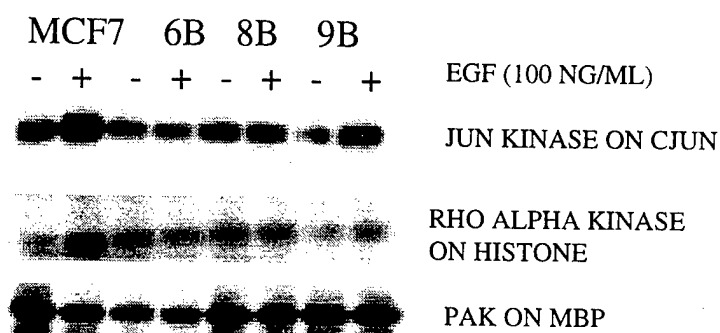 MCF7 6B 8B 9B
- + - + - + - + EGF (100 NG/ML)
JUN KINASE ON CJUN
RHO ALPHA KINASE
ON HISTONE
PAK ON MBP